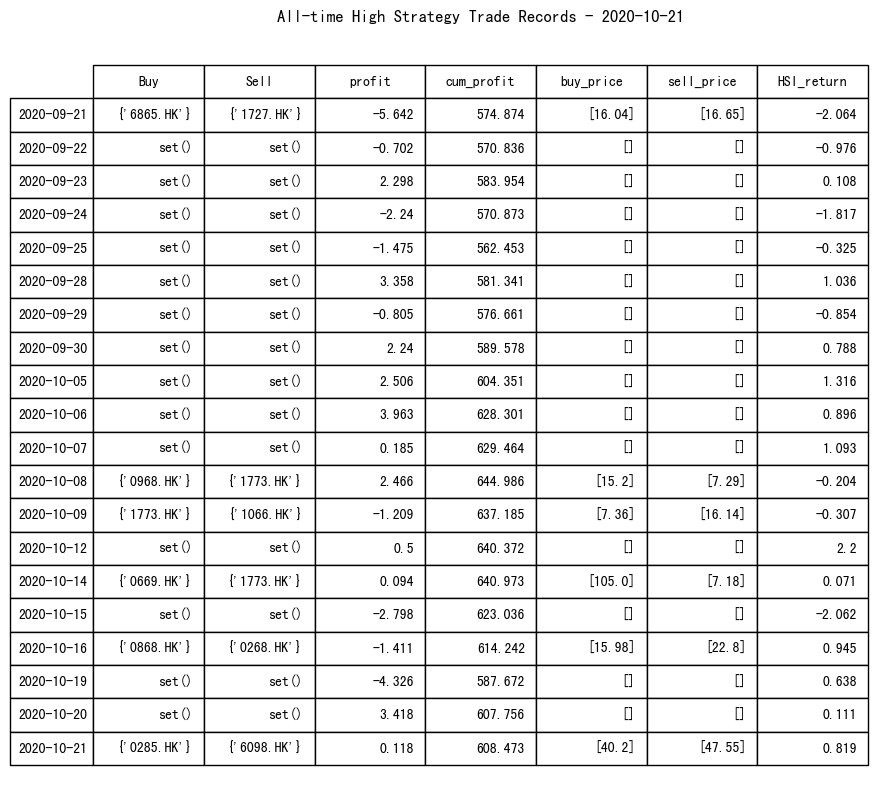 All-time High Strategy Trade Records - 2020-10-21
Buy Sell profit cum_profit buy_price sell_price HSI_return
2020-09-21 {'6865.HK'} {'1727.HK'} -5.642 574.874 [16.04] [16.65] -2.064
2020-09-22 set() set() -0.702 570.836 [] [] -0.976
2020-09-23 set() set() 2.298 583.954 [] [] 0.108
2020-09-24 set() set() -2.24 570.873 [] [] -1.817
2020-09-25 set() set() -1.475 562.453 [] [] -0.325
2020-09-28 set() set() 3.358 581.341 [] [] 1.036
2020-09-29 set() set() -0.805 576.661 [] [] -0.854
2020-09-30 set() set() 2.24 589.578 [] [] 0.788
2020-10-05 set() set() 2.506 604.351 [] [] 1.316
2020-10-06 set() set() 3.963 628.301 [] [] 0.896
2020-10-07 set() set() 0.185 629.464 [] [] 1.093
2020-10-08 {'0968.HK'} {'1773.HK'} 2.466 644.986 [15.2] [7.29] -0.204
2020-10-09 {'1773.HK'} {'1066.HK'} -1.209 637.185 [7.36] [16.14] -0.307
2020-10-12 set() set() 0.5 640.372 [] [] 2.2
2020-10-14 {'0669.HK'} {'1773.HK'} 0.094 640.973 [105.0] [7.18] 0.071
2020-10-15 set() set() -2.798 623.036 [] [] -2.062
2020-10-16 {'0868.HK'} {'0268.HK'} -1.411 614.242 [15.98] [22.8] 0.945
2020-10-19 set() set() -4.326 587.672 [] [] 0.638
2020-10-20 set() set() 3.418 607.756 [] [] 0.111
2020-10-21 {'0285.HK'} {'6098.HK'} 0.118 608.473 [40.2] [47.55] 0.819